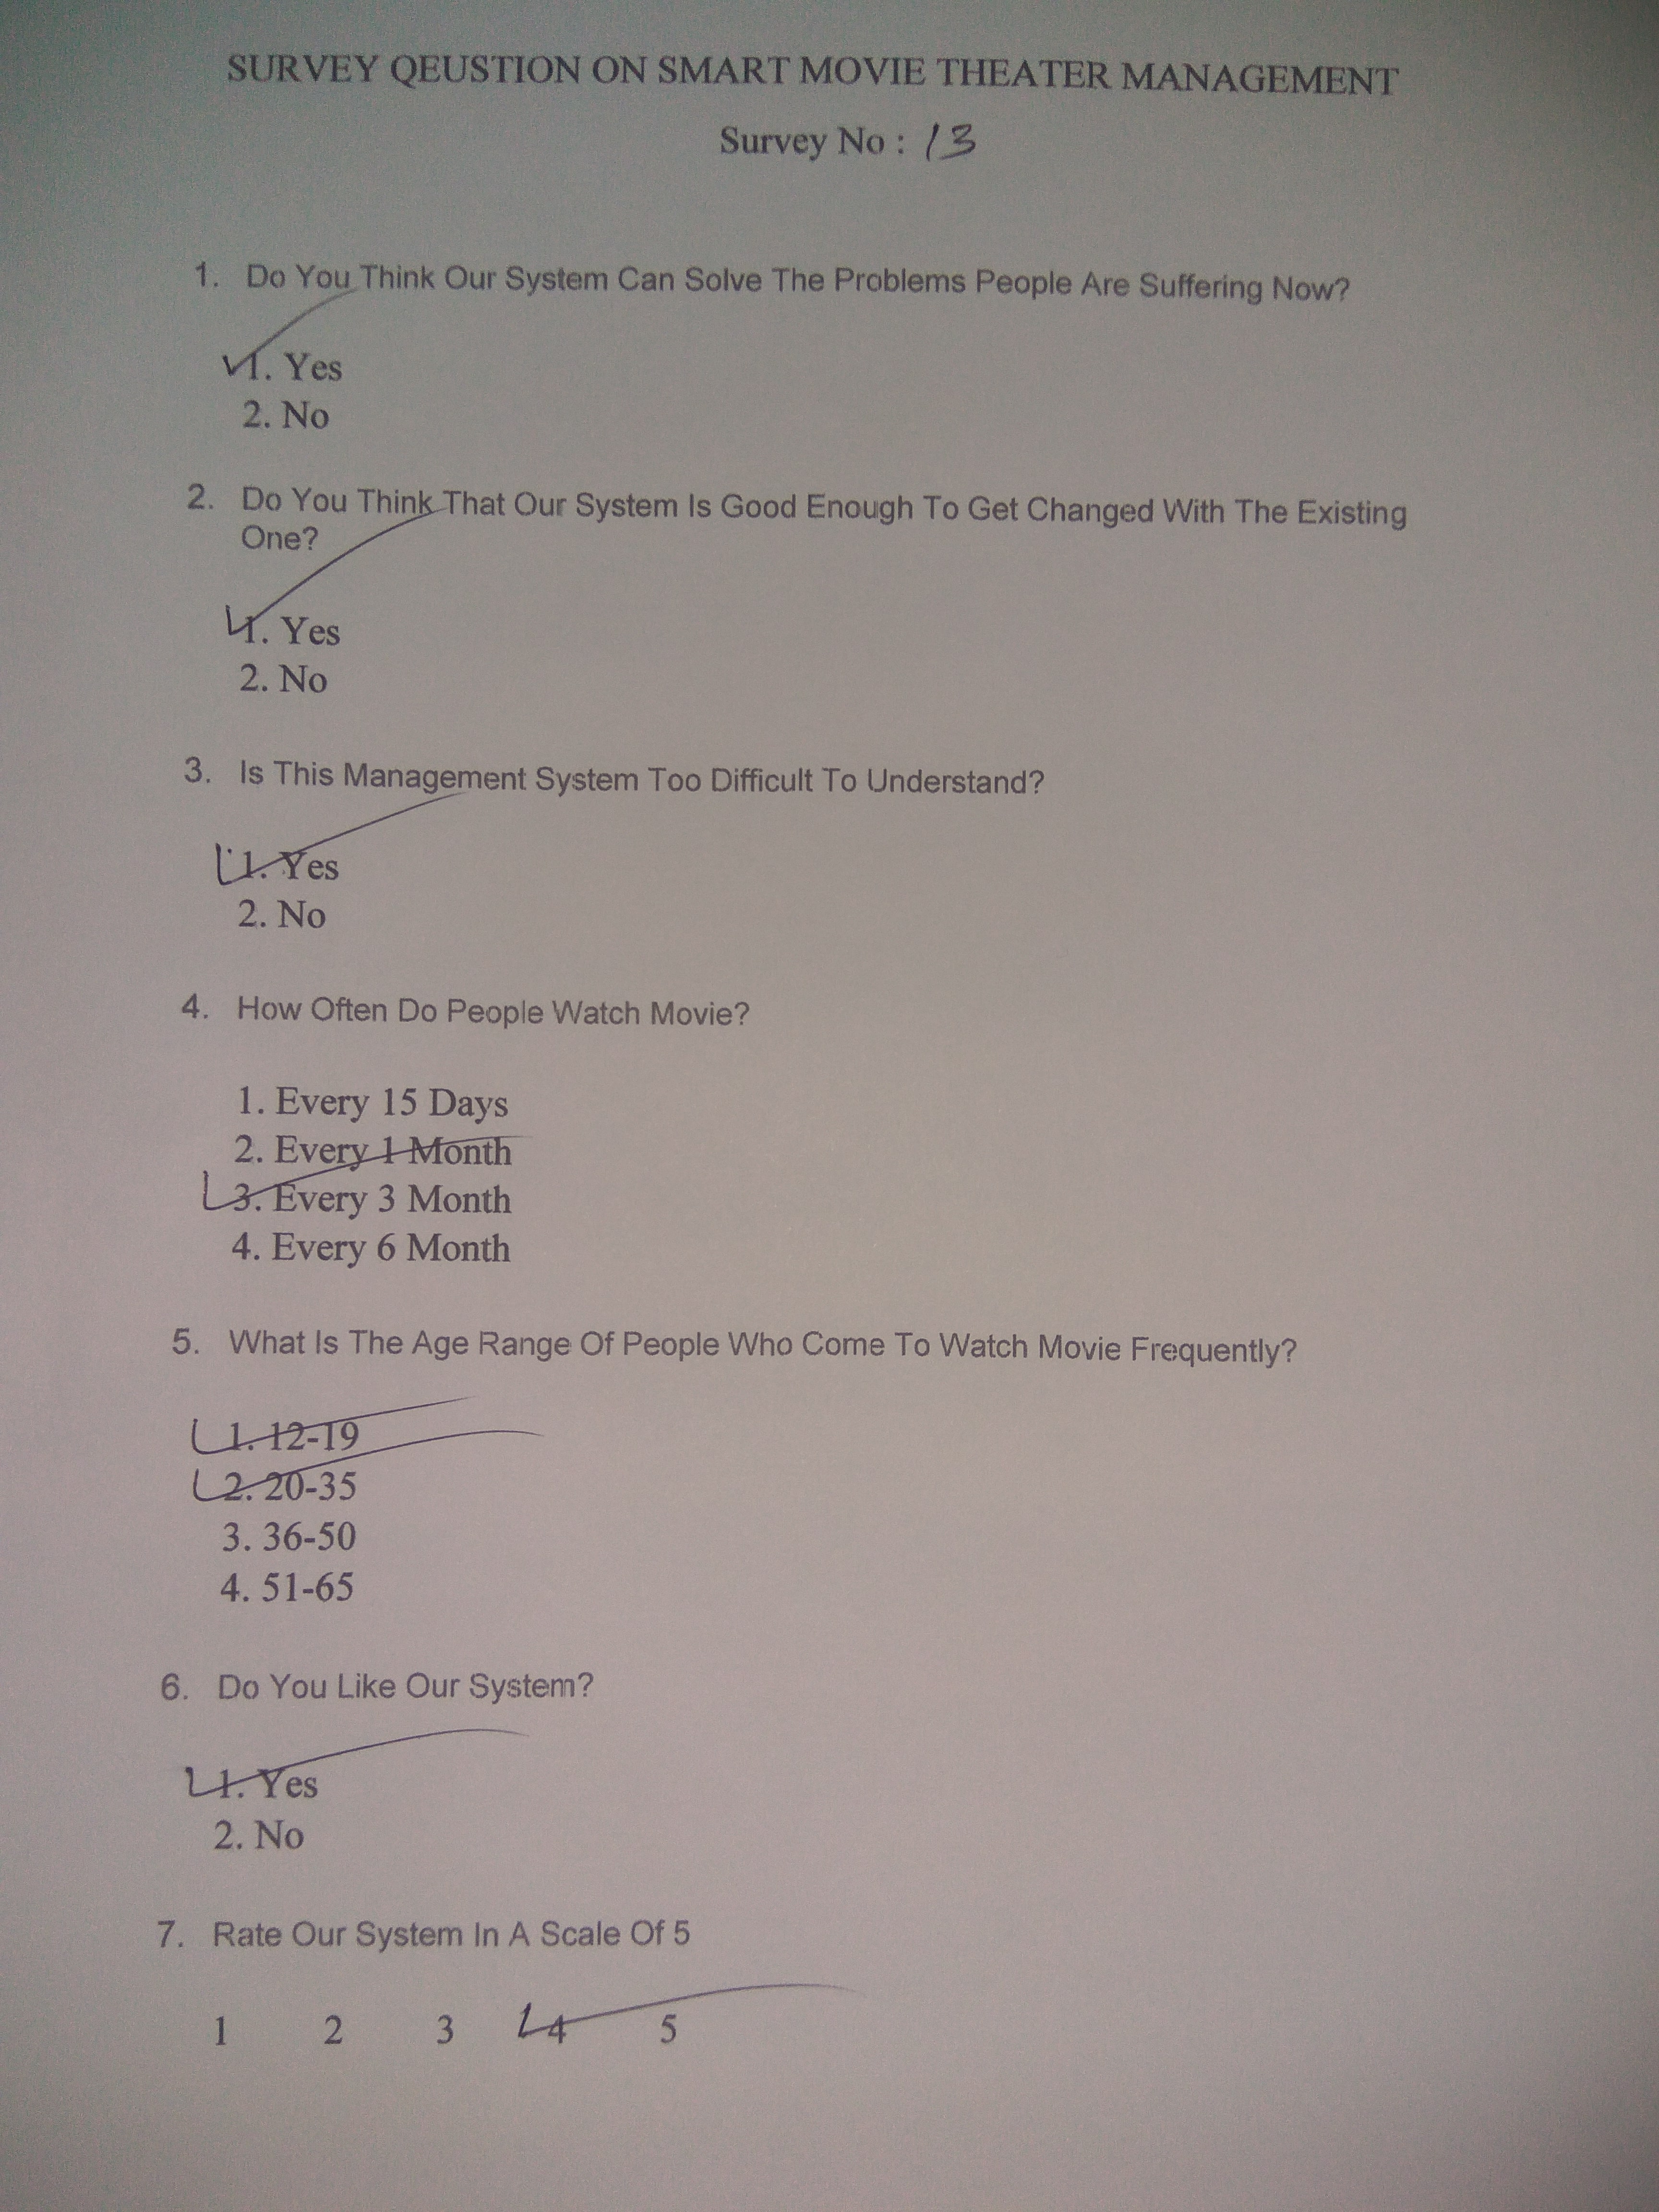 SURVEY QEUSTION ON SMART MOVIE THEATER MANAGEMENT
Survey No : 13
1. Do You Think Our System Can Solve The Problems People Are Suffering Now?
1. Yes
2. No
2. Do You Think That Our System Is Good Enough To Get Changed With The Existing
One?
1. Yes
2. No
3. Is This Management System Too Difficult To Understand?
1. Yes
2. No
4. How Often Do People Watch Movie?
1. Every 15 Days
2. Every 1 Month
3. Every 3 Month
4. Every 6 Month
5. What Is The Age Range Of People Who Come To Watch Movie Frequently?
1. 12-19
2. 20-35
3. 36-50
4. 51-65
6. Do You Like Our System?
1. Yes
2. No
7. Rate Our System In A Scale Of 5
1 2 3 4 5